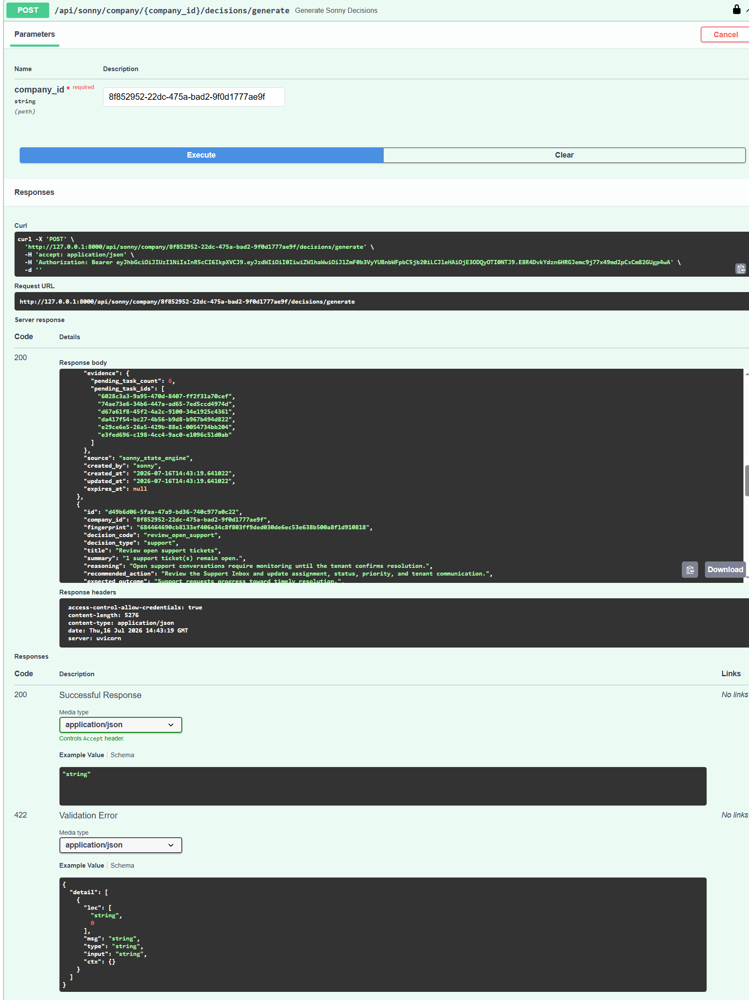 POST /api/sonny/company/{company_id}/decisions/generate Generate Sonny Decisions
Parameters
Cancel
Name Description
company_id * required
string
(path)
8f852952-22dc-475a-bad2-9f0d1777ae9f
Execute
Clear
Responses
Curl
curl -X 'POST' \
'http://127.0.0.1:8000/api/sonny/company/8f852952-22dc-475a-bad2-9f0d1777ae9f/decisions/generate' \
-H 'accept: application/json' \
-H 'Authorization: Bearer eyJhbGciOiJIUzI1NiIsInR5cCI6IkpXVCJ9.eyJzdWIiOiI0IiwiZW1haWwiOiJ1ZmF0b3VyYUBnbWFpbC5jb20iLCJleHAiOjE3ODQyOTI0NTJ9.E8R4DvkYdzn6HRGJemc9j77x49md2pCxCm82GUgp4wA' \
-d ''
Request URL
http://127.0.0.1:8000/api/sonny/company/8f852952-22dc-475a-bad2-9f0d1777ae9f/decisions/generate
Server response
Code Details
200
Response body
"evidence": {
"pending_task_count": 6,
"pending_task_ids": [
"6028c3a3-9a95-470d-8407-ff2f31a70cef",
"74ae73e6-34b6-447a-ad65-7ed5ccd4974d",
"d67a61f8-45f2-4a2c-9100-34e1925c4361",
"da417f54-bc27-4b56-b9d8-b967b494d822",
"e29ce6e5-26a5-429b-88e1-0054734bb204",
"e3fed696-c198-4cc4-9ac0-e1096c51d0ab"
]
},
"source": "sonny_state_engine",
"created_by": "sonny",
"created_at": "2026-07-16T14:43:19.641022",
"updated_at": "2026-07-16T14:43:19.641022",
"expires_at": null
},
{
"id": "d49b6d06-5faa-47a9-bd36-740c977a0c22",
"company_id": "8f852952-22dc-475a-bad2-9f0d1777ae9f",
"fingerprint": "684464690cb8133ef406e34c8f803ff9ded030de6ec53e638b500a8f1d910818",
"decision_code": "review_open_support",
"decision_type": "support",
"title": "Review open support tickets",
"summary": "1 support ticket(s) remain open.",
"reasoning": "Open support conversations require monitoring until the tenant confirms resolution.",
"recommended_action": "Review the Support Inbox and update assignment, status, priority, and tenant communication.",
"expected_outcome": "Support requests progress toward timely resolution.",
Download
Response headers
access-control-allow-credentials: true
content-length: 5276
content-type: application/json
date: Thu,16 Jul 2026 14:43:19 GMT
server: uvicorn
Responses
Code Description Links
200 Successful Response No links
Media type
application/json
Controls Accept header.
Example Value Schema
"string"
422 Validation Error No links
Media type
application/json
Example Value Schema
{
"detail": [
{
"loc": [
"string",
0
],
"msg": "string",
"type": "string",
"input": "string",
"ctx": {}
}
]
}